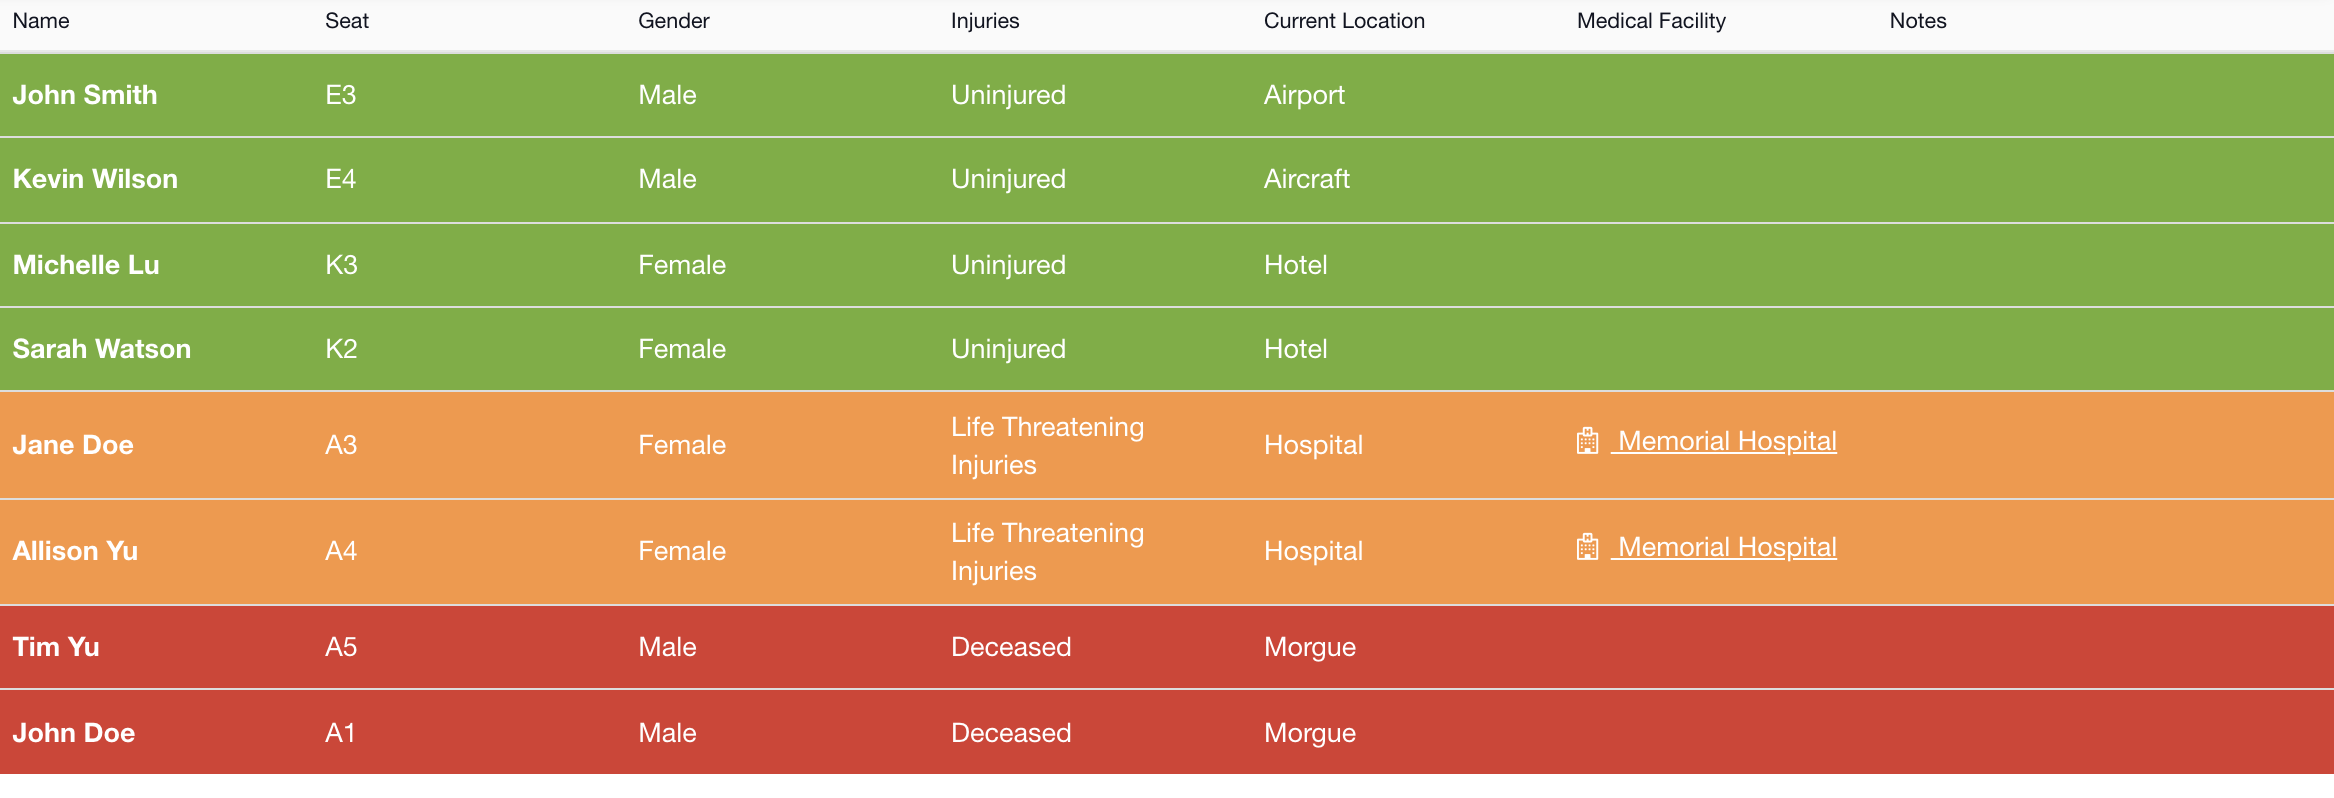 Name Seat Gender Injuries Current Location Medical Facility Notes
John Smith E3 Male Uninjured Airport
Kevin Wilson E4 Male Uninjured Aircraft
Michelle Lu K3 Female Uninjured Hotel
Sarah Watson K2 Female Uninjured Hotel
Jane Doe A3 Female Life Threatening Injuries Hospital Memorial Hospital
Allison Yu A4 Female Life Threatening Injuries Hospital Memorial Hospital
Tim Yu A5 Male Deceased Morgue
John Doe A1 Male Deceased Morgue